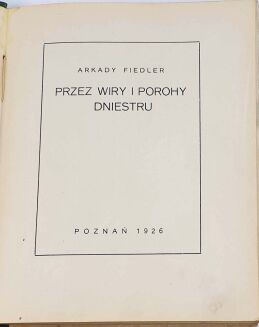 ARKADY FIEDLER
PRZEZ WIRY I POROHY
DNIESTRU
POZNAŃ 1926